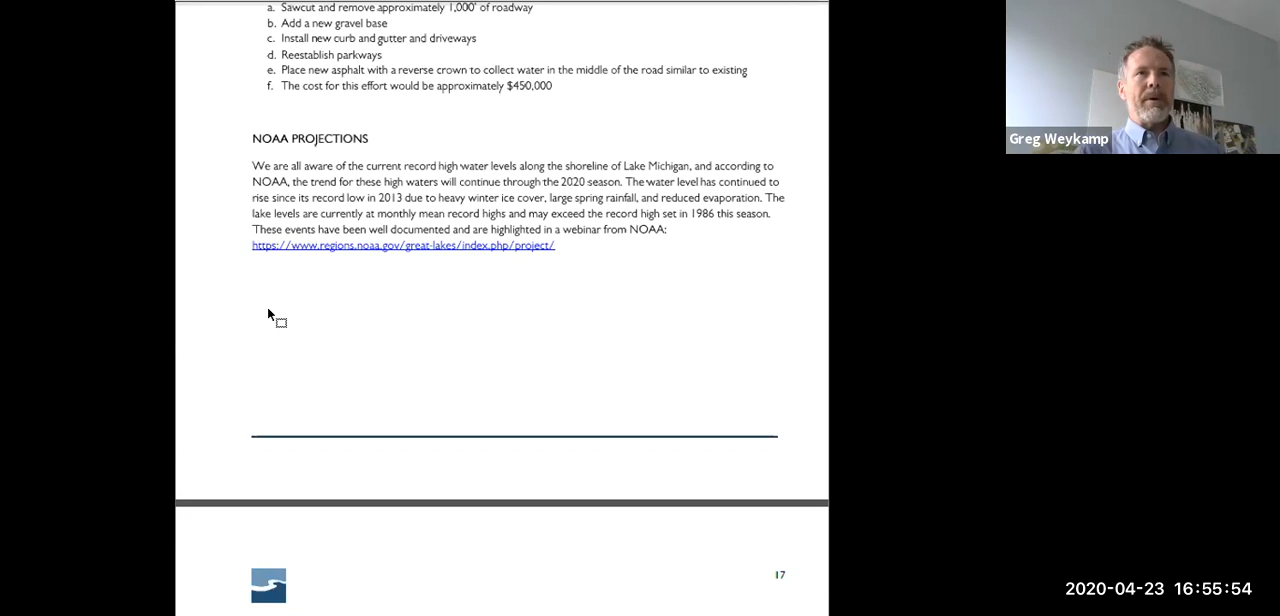 a. Sawcut and remove approximately 1,000' of roadway
b. Add a new gravel base
c. Install new curb and gutter and driveways
d. Reestablish parkways
e. Place new asphalt with a reverse crown to collect water in the middle of the road similar to existing
f. The cost for this effort would be approximately $450,000
Greg Weykamp
NOAA PROJECTIONS
We are all aware of the current record high water levels along the shoreline of Lake Michigan, and according to
NOAA, the trend for these high waters will continue through the 2020 season. The water level has continued to
rise since its record low in 2013 due to heavy winter ice cover, large spring rainfall, and reduced evaporation. The
lake levels are currently at monthly mean record highs and may exceed the record high set in 1986 this season.
These events have been well documented and are highlighted in a webinar from NOAA:
https://www.regions.noaa.gov/great-lakes/index.php/project/
17
2020-04-23 16:55:54